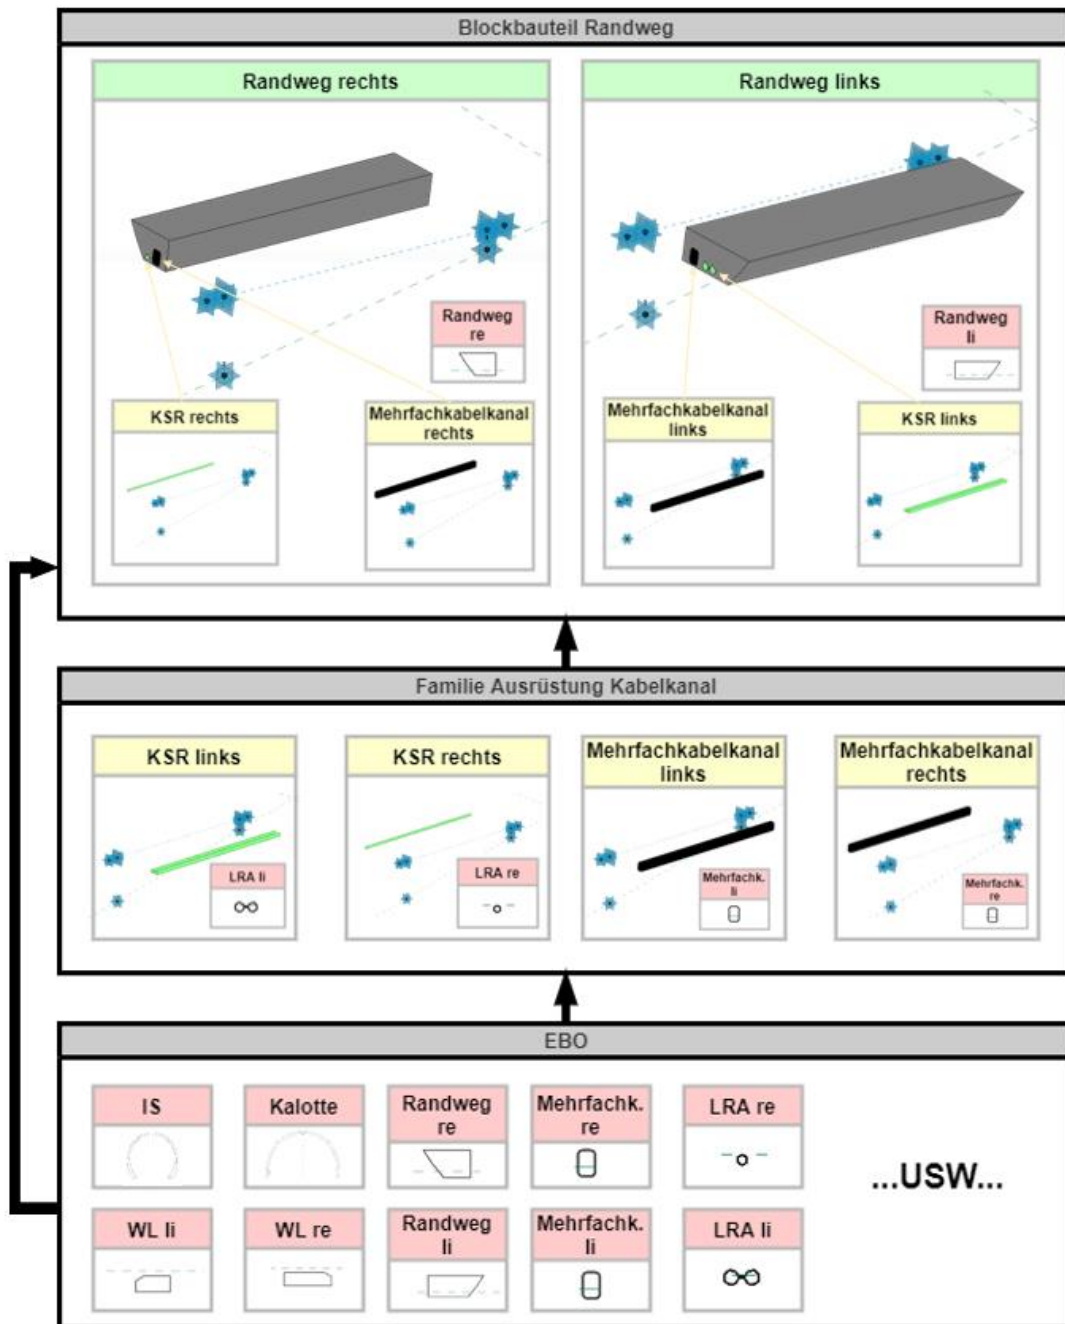 Blockbauteil Randweg
Randweg rechts
Randweg links
Randweg
re
Randweg
li
KSR rechts
Mehrfachkabelkanal
rechts
Mehrfachkabelkanal
links
KSR links
Familie Ausrüstung Kabelkanal
KSR links
KSR rechts
Mehrfachkabelkanal
links
Mehrfachkabelkanal
rechts
LRA li
LRA re
Mehrfachk.
li
Mehrfachk.
re
EBO
IS
Kalotte
Randweg
re
Mehrfachk.
re
LRA re
...USW...
WL li
WL re
Randweg
li
Mehrfachk.
li
LRA li